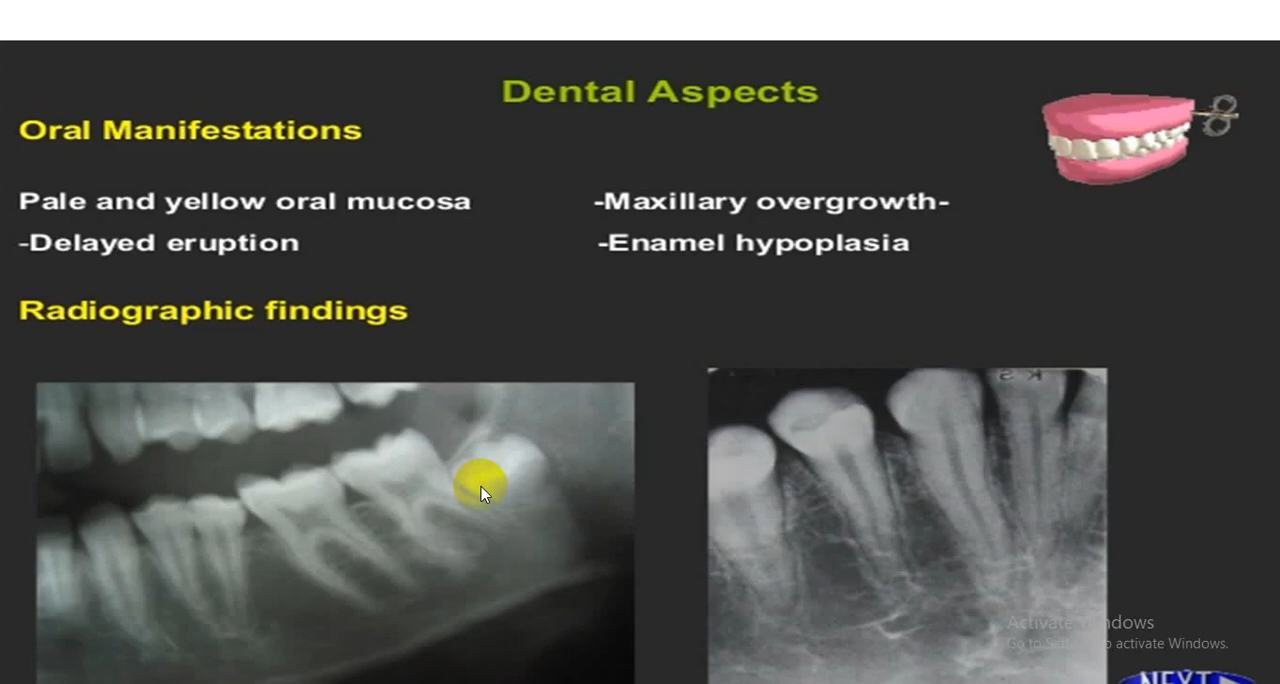 Dental Aspects
Oral Manifestations
Pale and yellow oral mucosa
-Maxillary overgrowth-
-Delayed eruption
-Enamel hypoplasia
Radiographic findings
Activate Windows
activate Windows.
NEXT